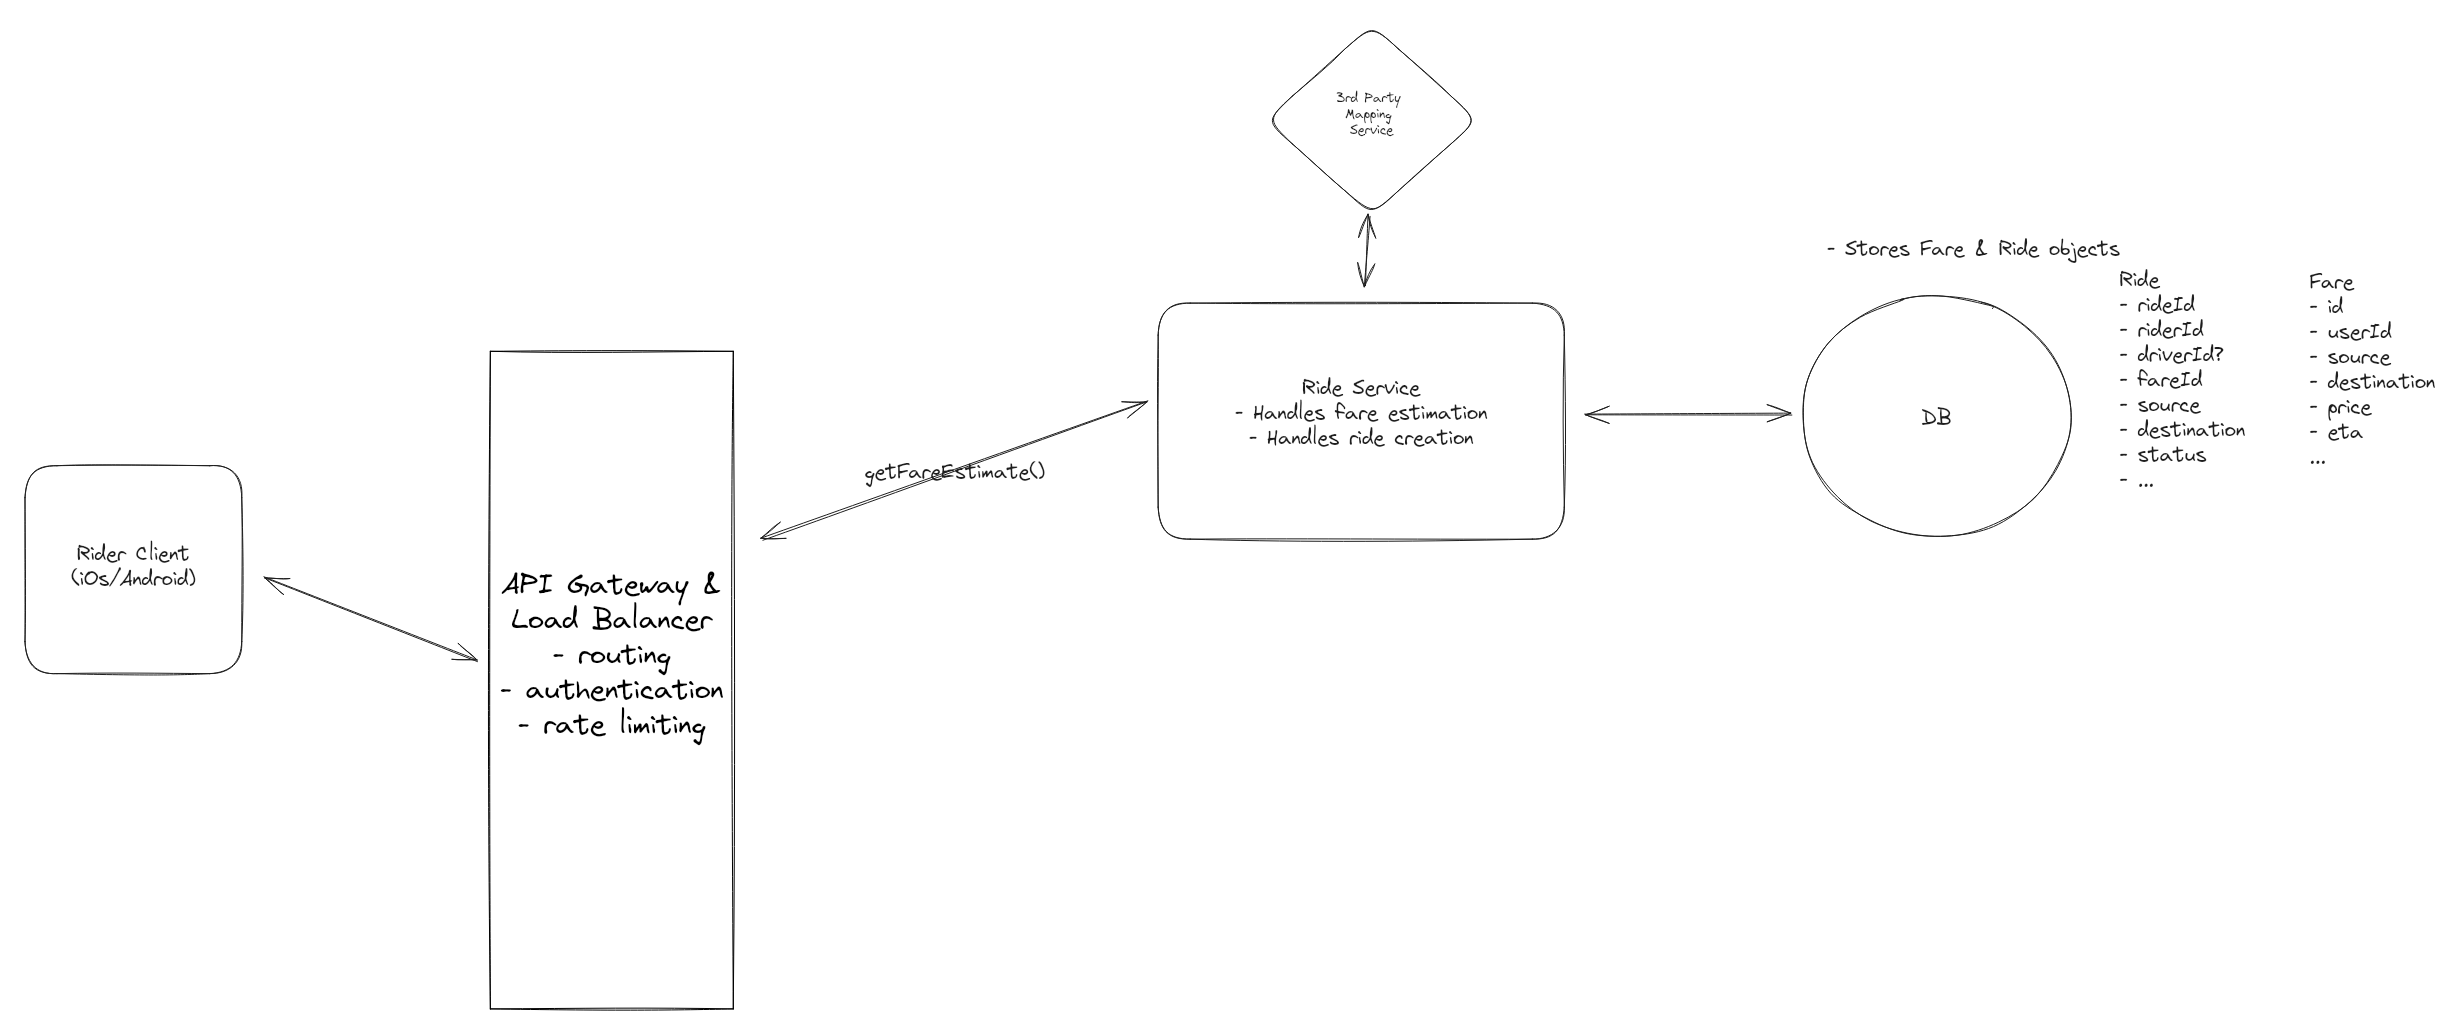 3rd Party
Mapping
Service
- Stores Fare & Ride objects
Ride
- rideId
- riderId
- driverId?
- fareId
- source
- destination
- status
- ...
Fare
- id
- userId
- source
- destination
- price
- eta
...
Ride Service
- Handles fare estimation
- Handles ride creation
DB
getFareEstimate()
Rider Client
(iOs/Android)
API Gateway &
Load Balancer
- routing
- authentication
- rate limiting